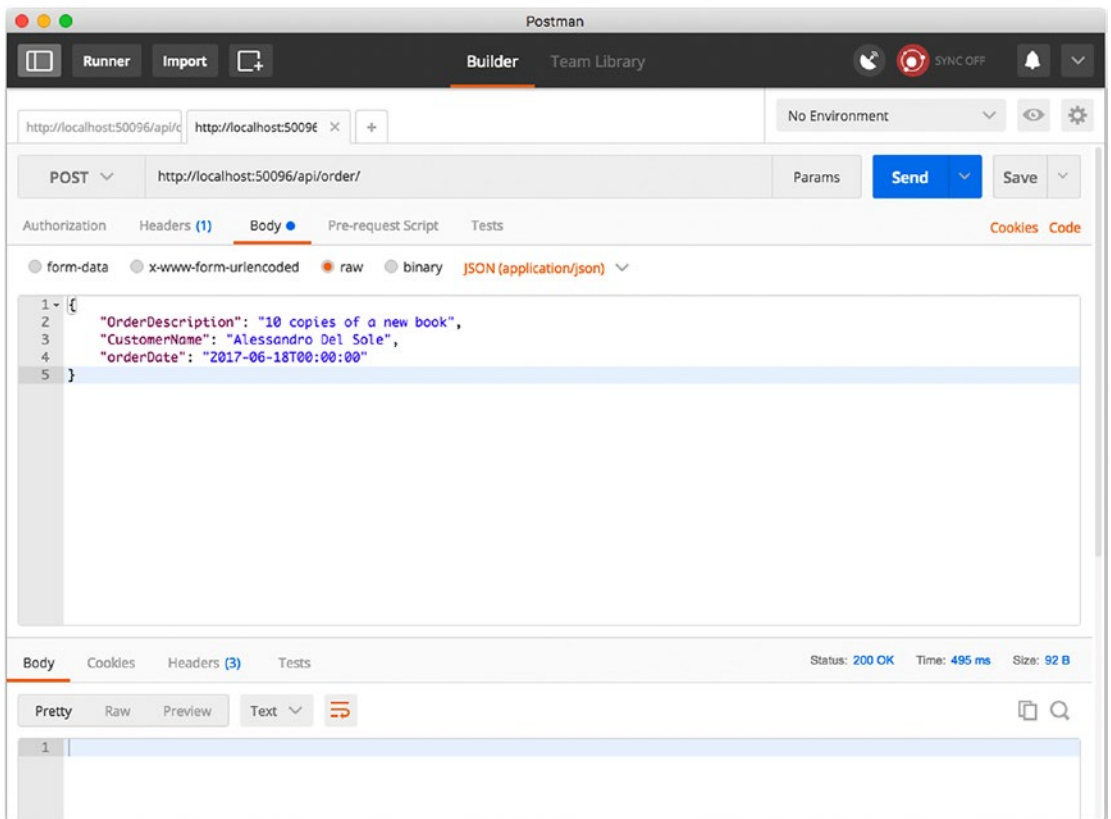 Postman
Runner Import Builder Team Library SYNC OFF
http://localhost:50096/api/c http://localhost:5009€ × + No Environment
POST http://localhost:50096/api/order/ Params Send Save
Authorization Headers (1) Body Pre-request Script Tests Cookies Code
form-data x-www-form-urlencoded raw binary JSON (application/json)
1 {
2 "OrderDescription": "10 copies of a new book",
3 "CustomerName": "Alessandro Del Sole",
4 "orderDate": "2017-06-18T00:00:00"
5 }
Body Cookies Headers (3) Tests Status: 200 OK Time: 495 ms Size: 92 B
Pretty Raw Preview Text
1